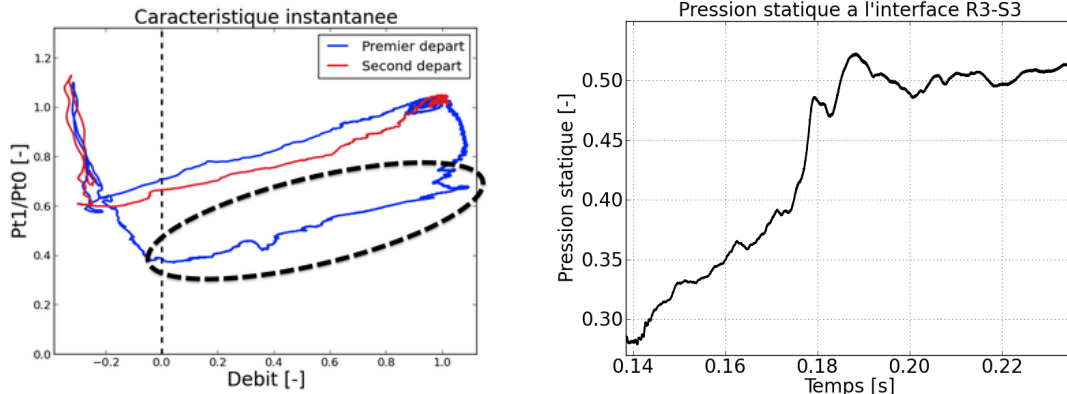 Caracteristique instantanee
Pt1/Pt0 [-]
1.2
1.0
0.8
0.6
0.4
0.2
0.0
Premier depart
Second depart
−0.2 0.0 0.2 0.4 0.6 0.8 1.0
Debit [-]
Pression statique a l'interface R3-S3
Pression statique [-]
0.50
0.45
0.40
0.35
0.30
0.14 0.16 0.18 0.20 0.22
Temps [s]